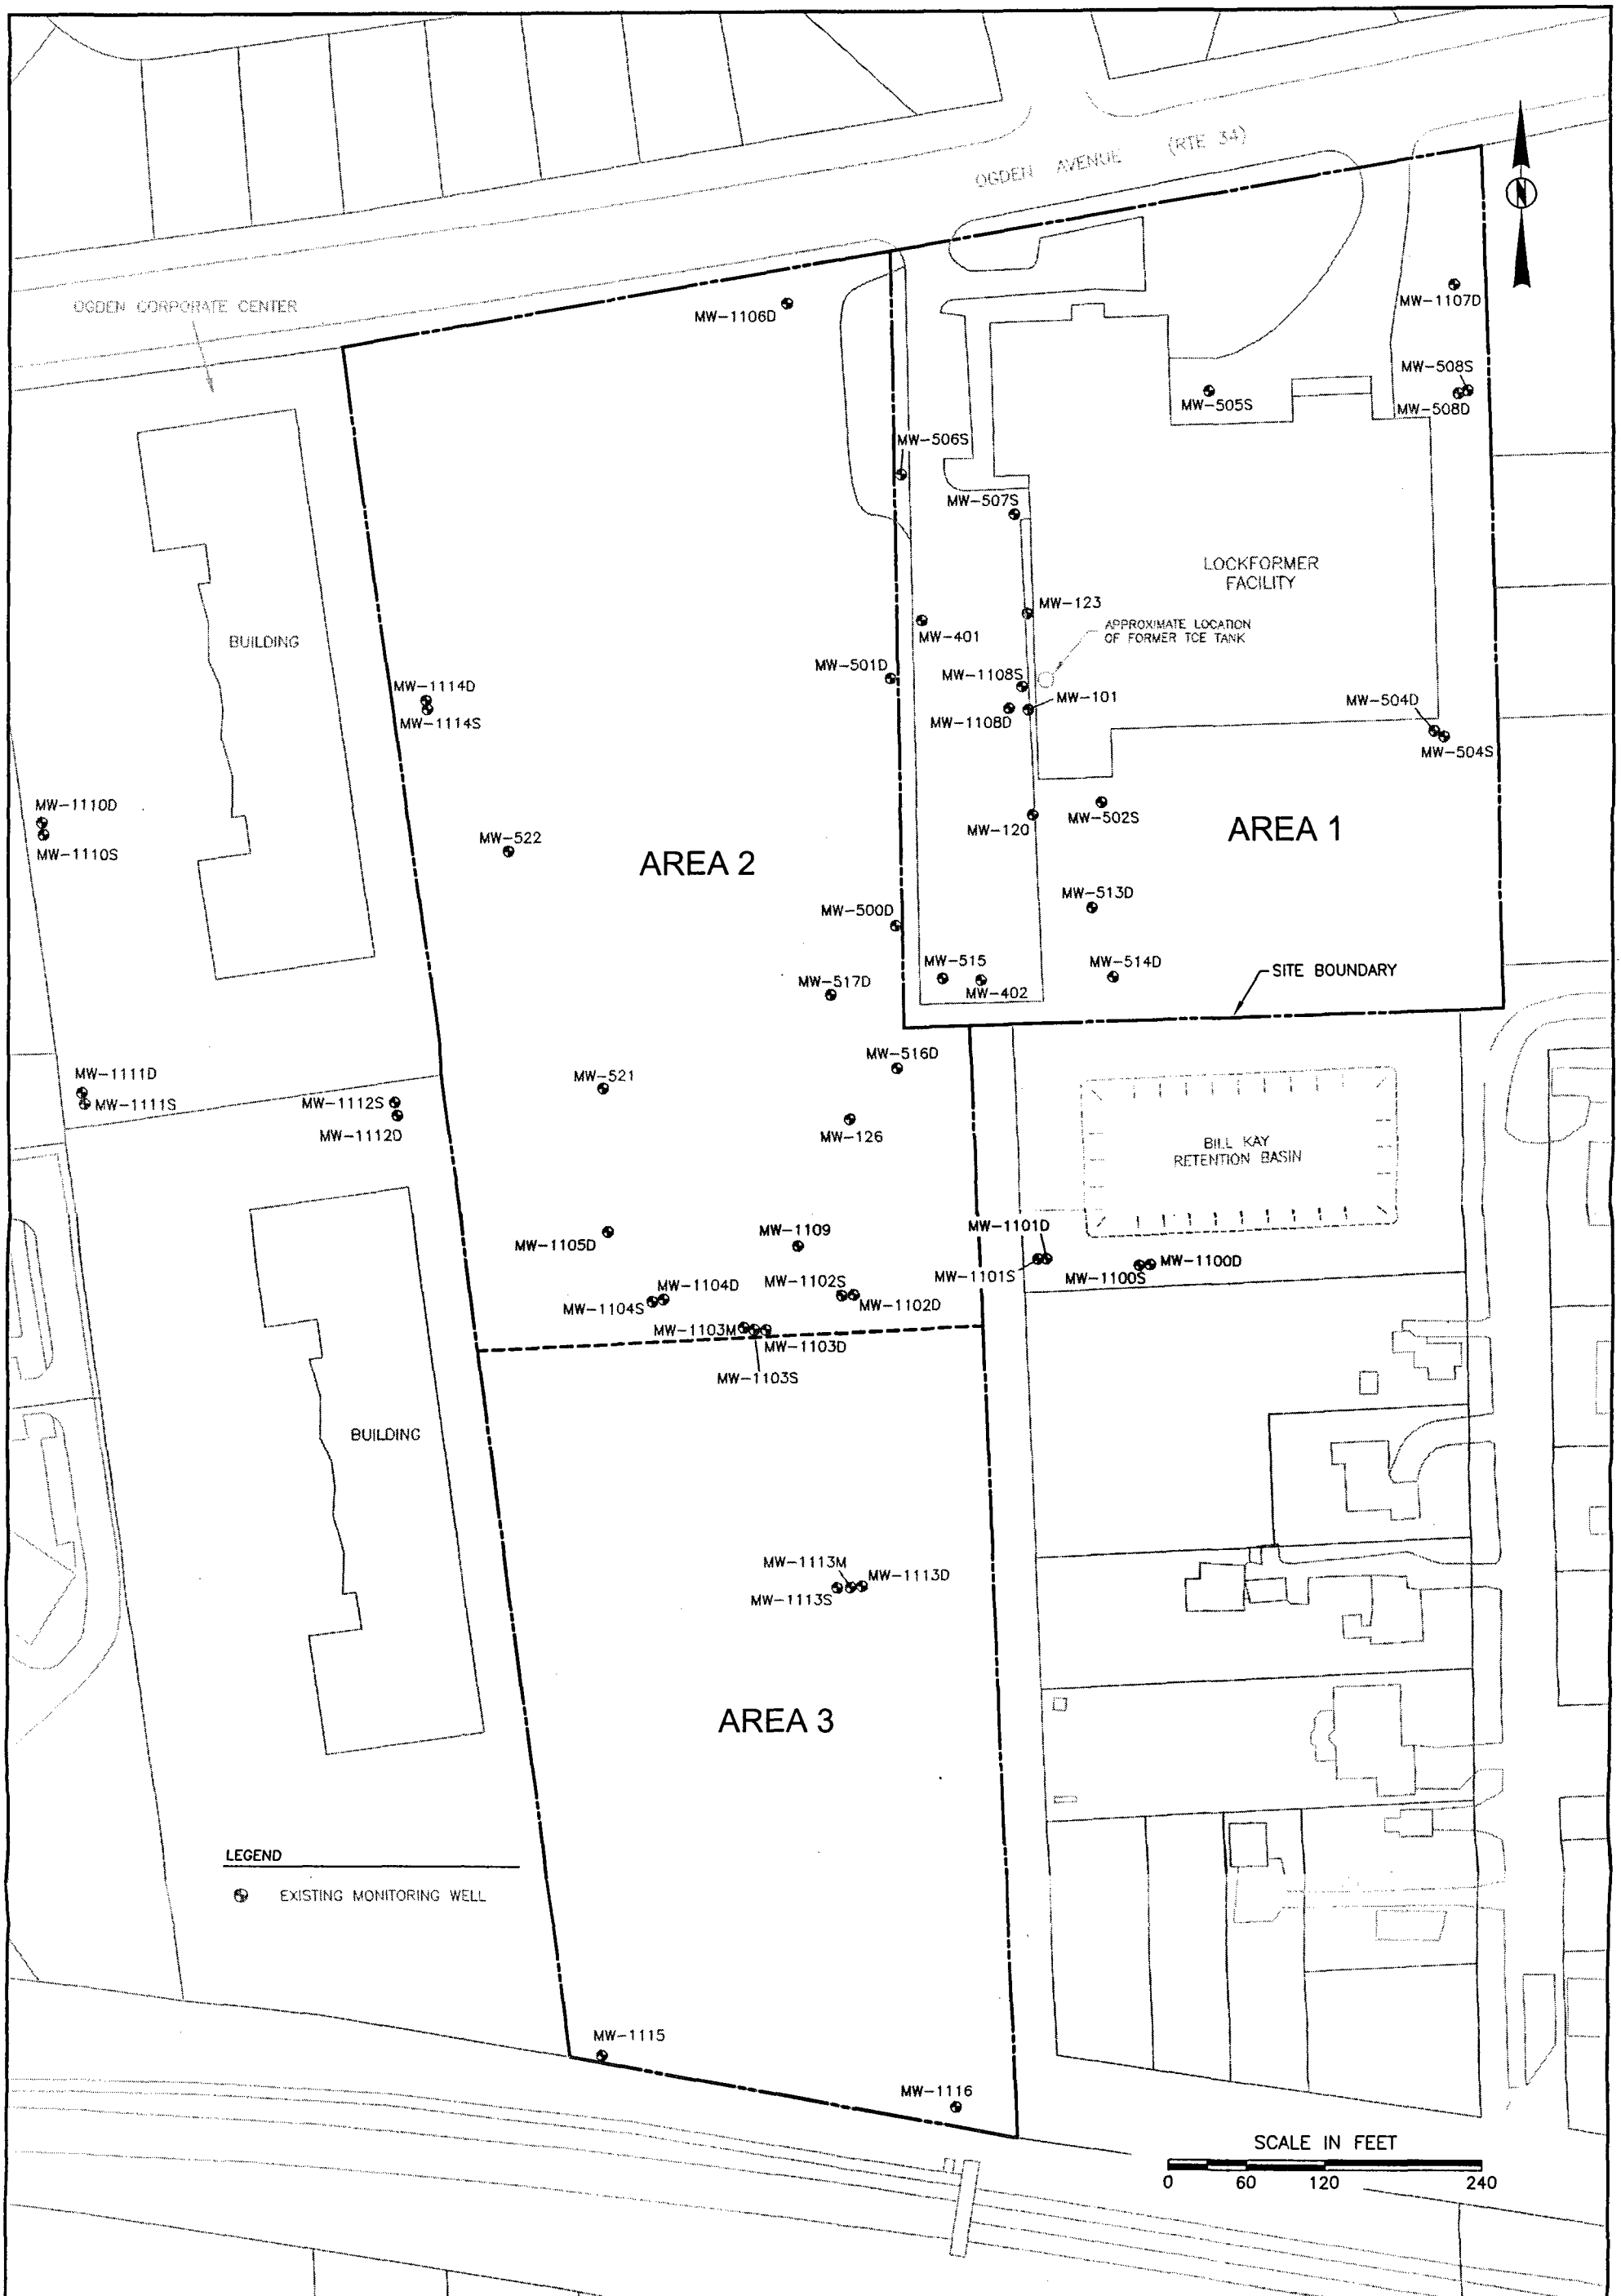 OGDEN AVENUE (RTE 34)
OGDEN CORPORATE CENTER
MW-1106D
MW-1107D
MW-508S
MW-508D
MW-505S
MW-506S
MW-507S
LOCKFORMER
FACILITY
MW-123
APPROXIMATE LOCATION
OF FORMER TCE TANK
MW-401
BUILDING
MW-501D
MW-1108S
MW-101
MW-1108D
MW-1114D
MW-1114S
MW-504D
MW-504S
MW-1110D
MW-1110S
MW-522
AREA 2
MW-120
MW-502S
AREA 1
MW-513D
MW-500D
MW-515
MW-402
MW-514D
SITE BOUNDARY
MW-517D
MW-516D
MW-521
MW-1111D
MW-1111S
MW-1112S
MW-1112D
MW-126
BILL KAY
RETENTION BASIN
MW-1105D
MW-1109
MW-1101D
MW-1101S
MW-1100S
MW-1100D
MW-1104D
MW-1104S
MW-1102S
MW-1102D
MW-1103M
MW-1103D
MW-1103S
BUILDING
MW-1113M
MW-1113D
MW-1113S
AREA 3
LEGEND
EXISTING MONITORING WELL
MW-1115
MW-1116
SCALE IN FEET
0 60 120 240
N